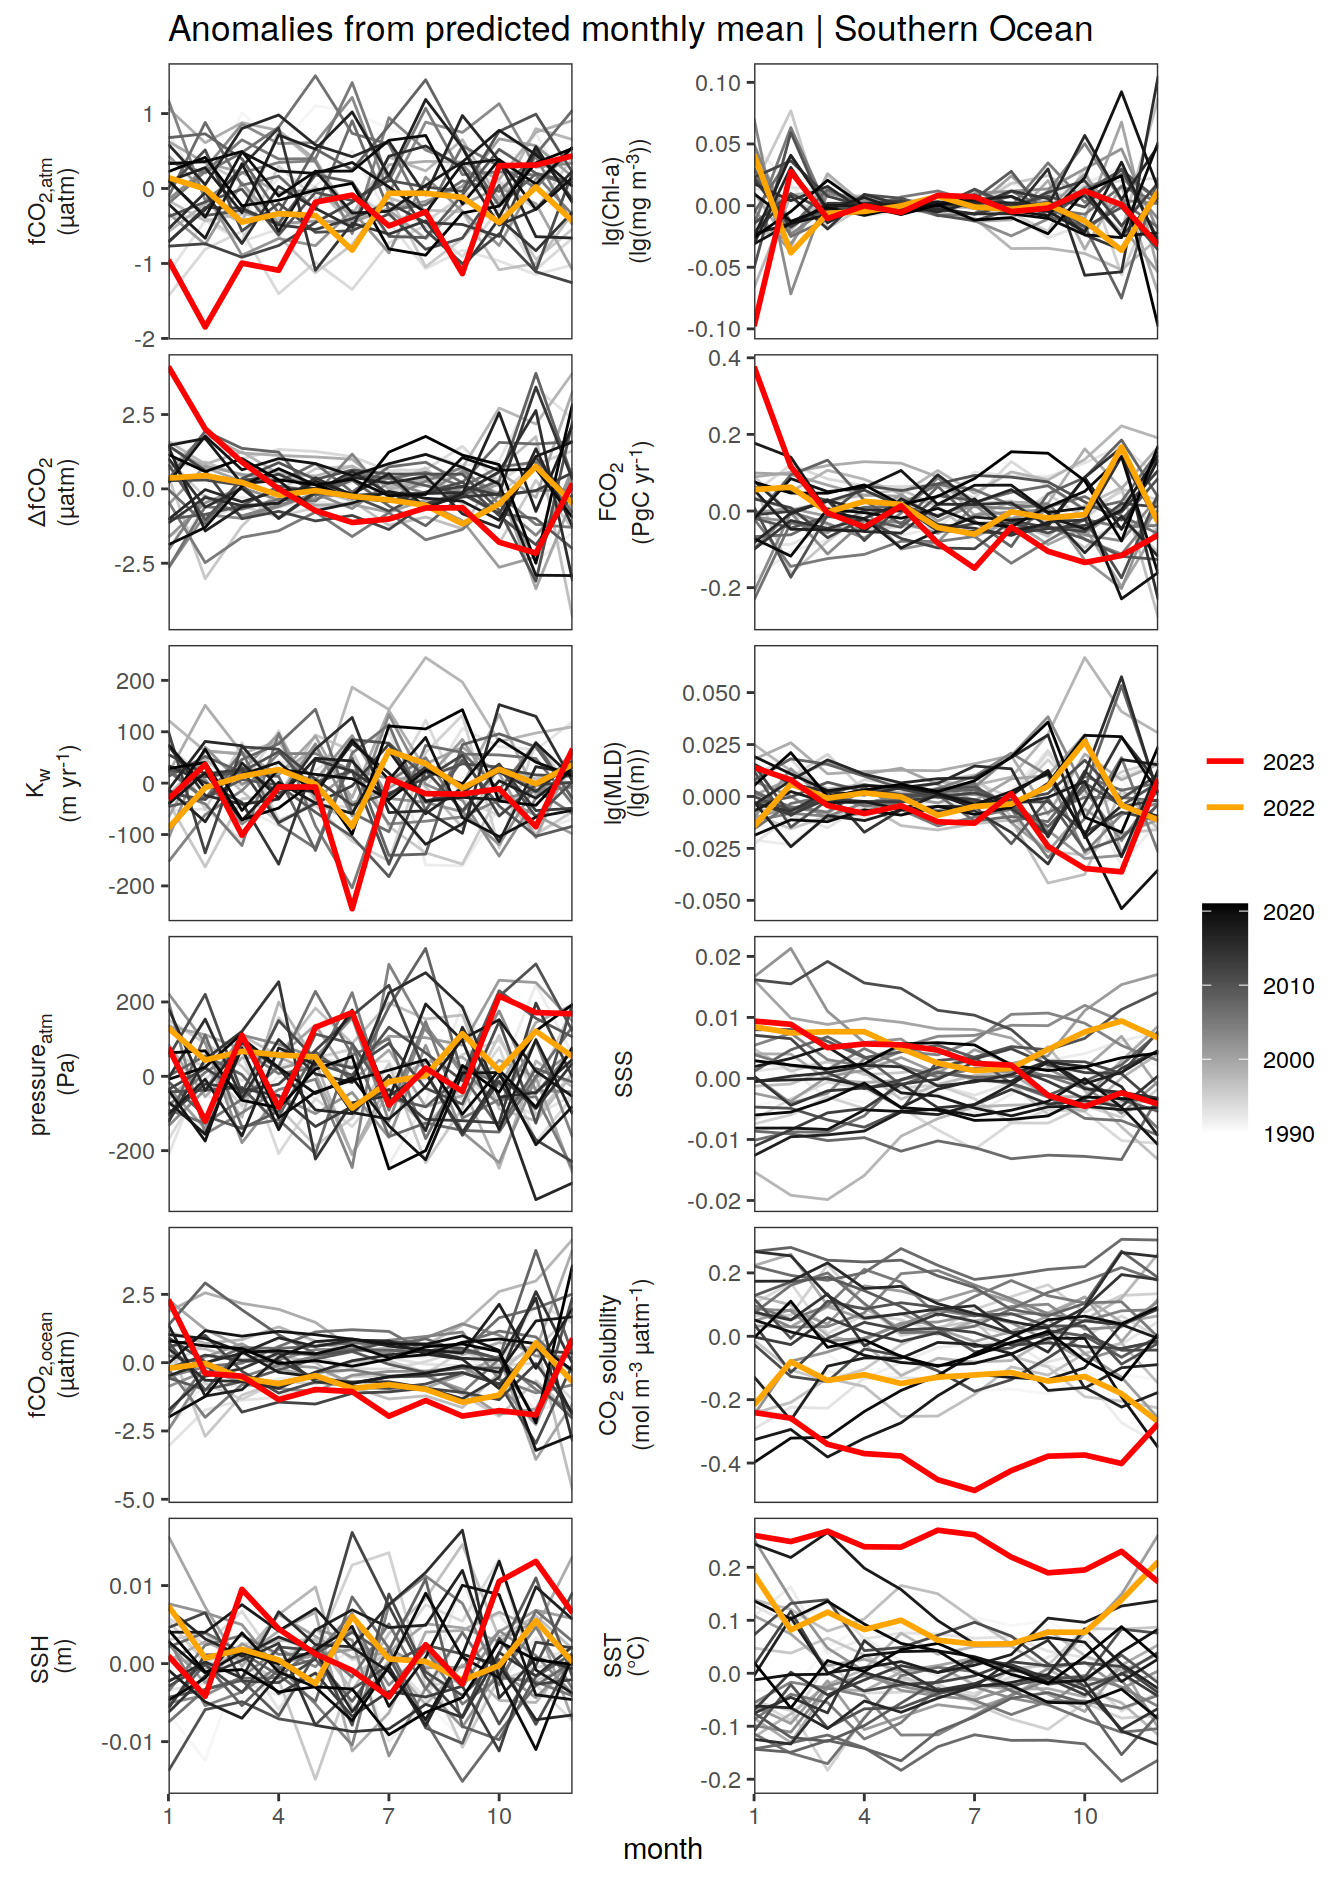 Anomalies from predicted monthly mean | Southern Ocean
fCO2,atm
(µatm)
1
0
-1
-2
lg(Chl-a)
(lg(mg m-3))
0.10
0.05
0.00
-0.05
-0.10
ΔfCO2
(µatm)
2.5
0.0
-2.5
FCO2
(PgC yr-1)
0.4
0.2
0.0
-0.2
Kw
(m yr-1)
200
100
0
-100
-200
lg(MLD)
(lg(m))
0.050
0.025
0.000
-0.025
-0.050
pressureatm
(Pa)
200
0
-200
SSS
0.02
0.01
0.00
-0.01
-0.02
fCO2,ocean
(µatm)
2.5
0.0
-2.5
-5.0
CO2 solubility
(mol m-3 µatm-1)
0.2
0.0
-0.2
-0.4
SSH
(m)
0.01
0.00
-0.01
SST
(°C)
0.2
0.1
0.0
-0.1
-0.2
1 4 7 10
1 4 7 10
month
2023
2022
2020
2010
2000
1990